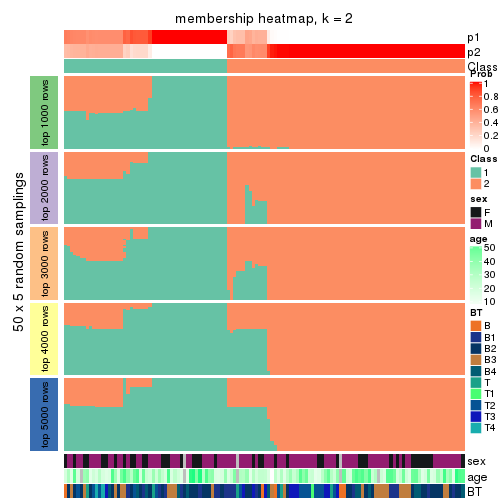 membership heatmap, k = 2
p1
p2
Class
50 x 5 random samplings
top 1000 rows
top 2000 rows
top 3000 rows
top 4000 rows
top 5000 rows
sex
age
BT
Prob
1
0.8
0.6
0.4
0.2
0
Class
1
2
sex
F
M
age
50
40
30
20
10
BT
B
B1
B2
B3
B4
T
T1
T2
T3
T4